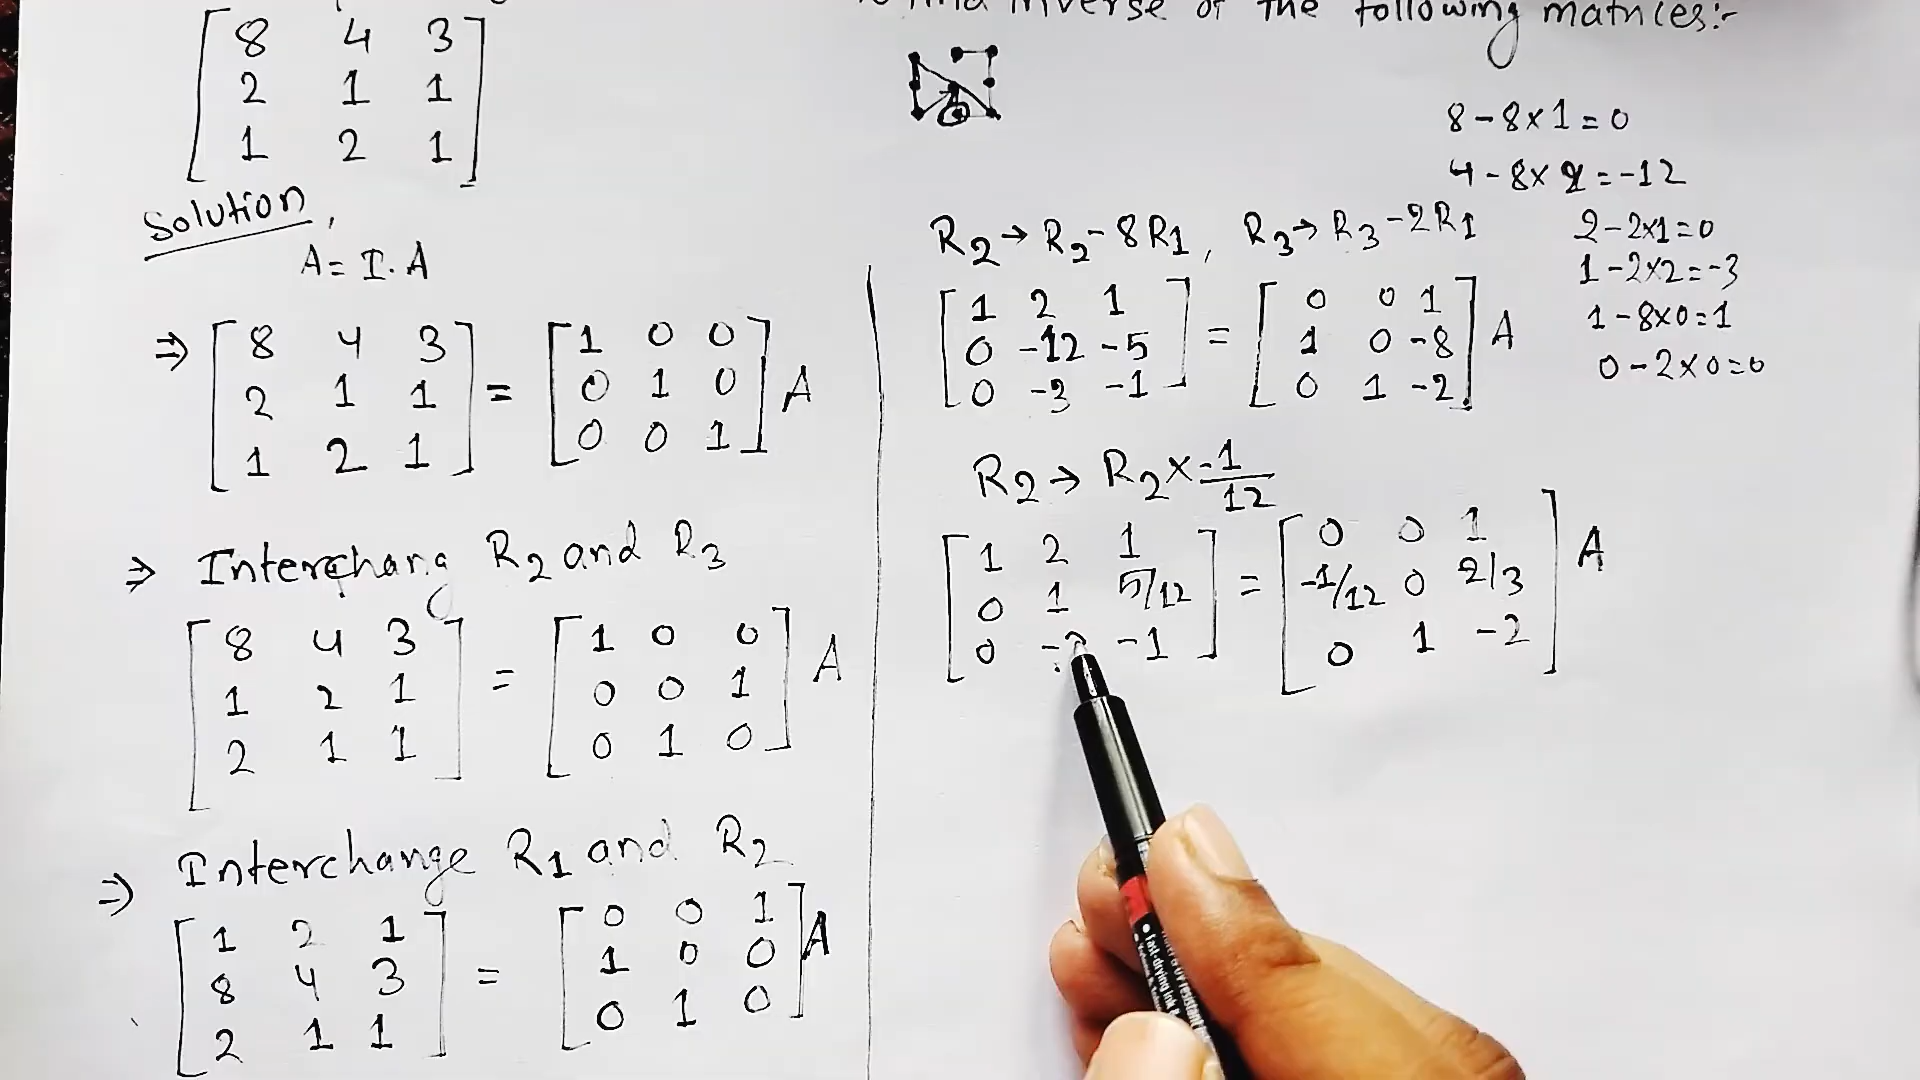 to find inverse of the following matrices:-
[8 4 3
2 1 1
1 2 1]
Solution,
A = I.A
⇒ [8 4 3 = [1 0 0
2 1 1 0 1 0
1 2 1] 0 0 1] A
⇒ Interchang R2 and R3
[8 4 3 = [1 0 0
1 2 1 0 0 1
2 1 1] 0 1 0] A
⇒ Interchange R1 and R2
[1 2 1 = [0 0 1
8 4 3 1 0 0
2 1 1] 0 1 0] A
8 - 8×1 = 0
4 - 8×2 = -12
2 - 2×1 = 0
1 - 2×2 = -3
1 - 8×0 = 1
0 - 2×0 = 0
R2 → R2 - 8R1, R3 → R3 - 2R1
[1 2 1 = [0 0 1
0 -12 -5 1 0 -8
0 -3 -1] 0 1 -2] A
R2 → R2 × -1/12
[1 2 1 = [0 0 1
0 1 5/12 -1/12 0 2/3
0 - -1] 0 1 -2] A
Fast-drying ink